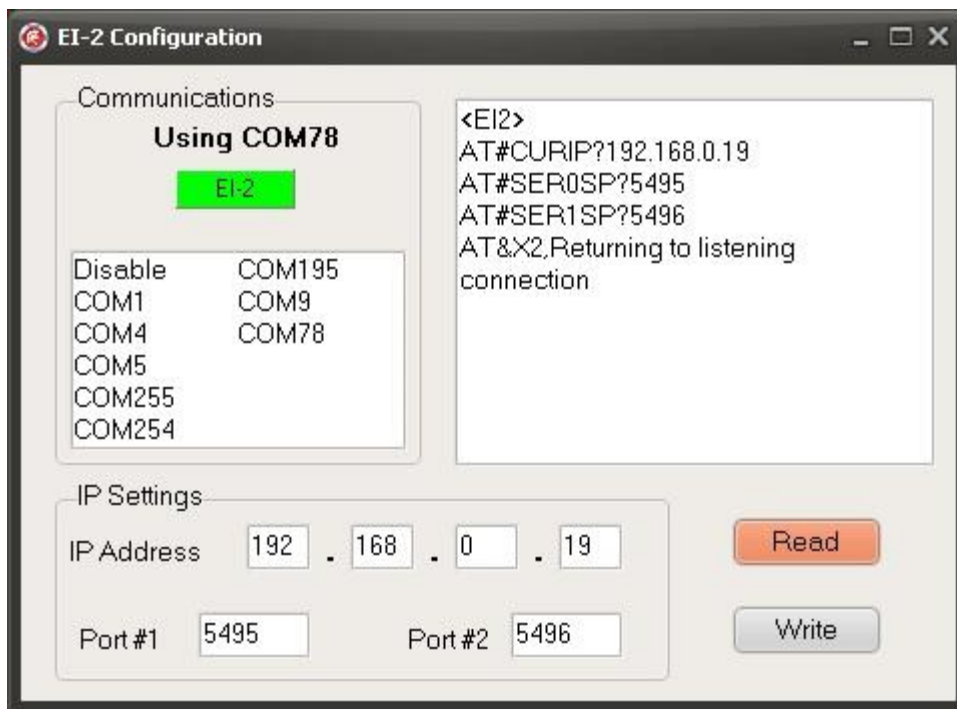 EI-2 Configuration
Communications
Using COM78
EI-2
Disable COM195
COM1 COM9
COM4 COM78
COM5
COM255
COM254
<EI2>
AT#CURIP?192.168.0.19
AT#SER0SP?5495
AT#SER1SP?5496
AT&X2,Returning to listening
connection
IP Settings
IP Address 192 . 168 . 0 . 19
Port #1 5495 Port #2 5496
Read
Write